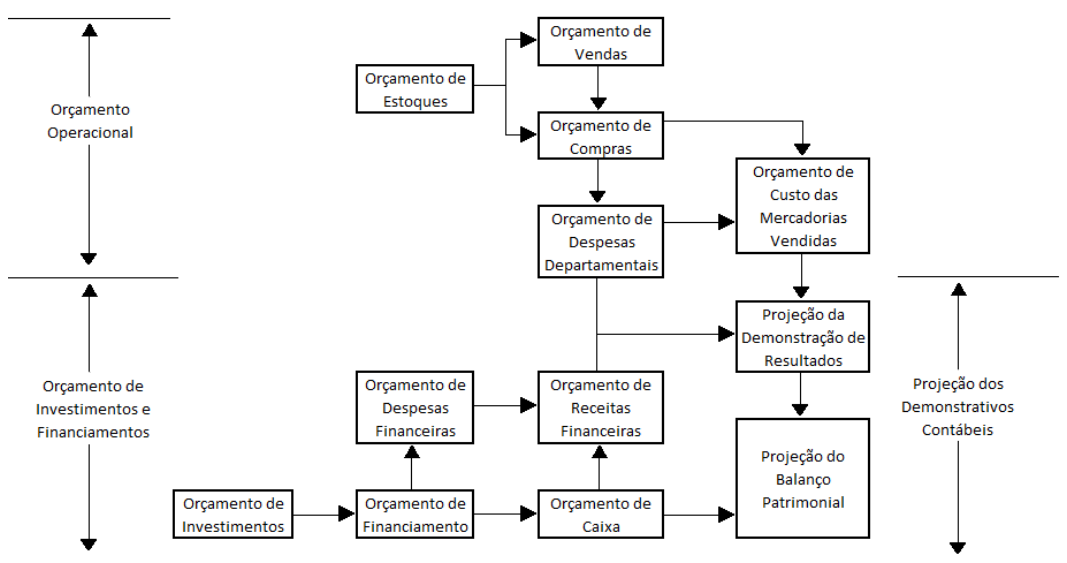 Orçamento
Operacional
Orçamento de
Vendas
Orçamento de
Estoques
Orçamento de
Compras
Orçamento de
Custo das
Mercadorias
Vendidas
Orçamento de
Despesas
Departamentais
Projeção da
Demonstração de
Resultados
Orçamento de
Investimentos e
Financiamentos
Orçamento de
Despesas
Financeiras
Orçamento de
Receitas
Financeiras
Projeção dos
Demonstrativos
Contábeis
Projeção do
Balanço
Patrimonial
Orçamento de
Investimentos
Orçamento de
Financiamento
Orçamento de
Caixa